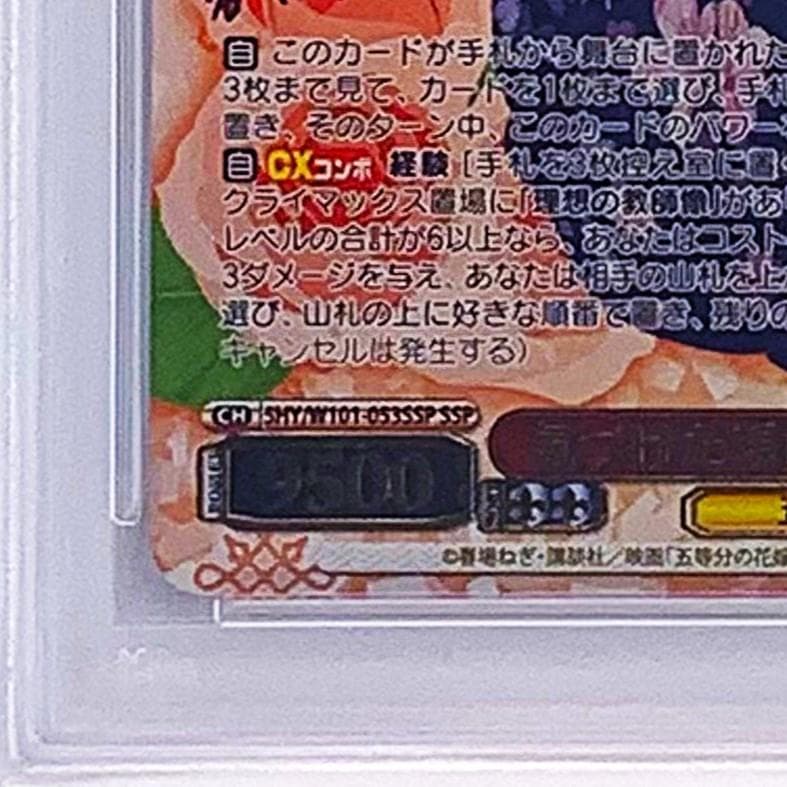 自 このカードが手札から舞台に置かれた
3枚まで見て、カードを1枚まで選び、手札
置き、そのターン中、このカードのパワー
自 CXコンボ 経験 [手札を3枚控え室に置
クライマックス置場に「理想の教師像」があ
レベルの合計が6以上なら、あなたはコスト
3ダメージを与え、あなたは相手の山札を上
選び、山札の上に好きな順番で置き、残りの
キャンセルは発生する)
CH 5HY/W101-053SSP SSP
POWER 9500
©春場ねぎ・講談社／映画「五等分の花嫁